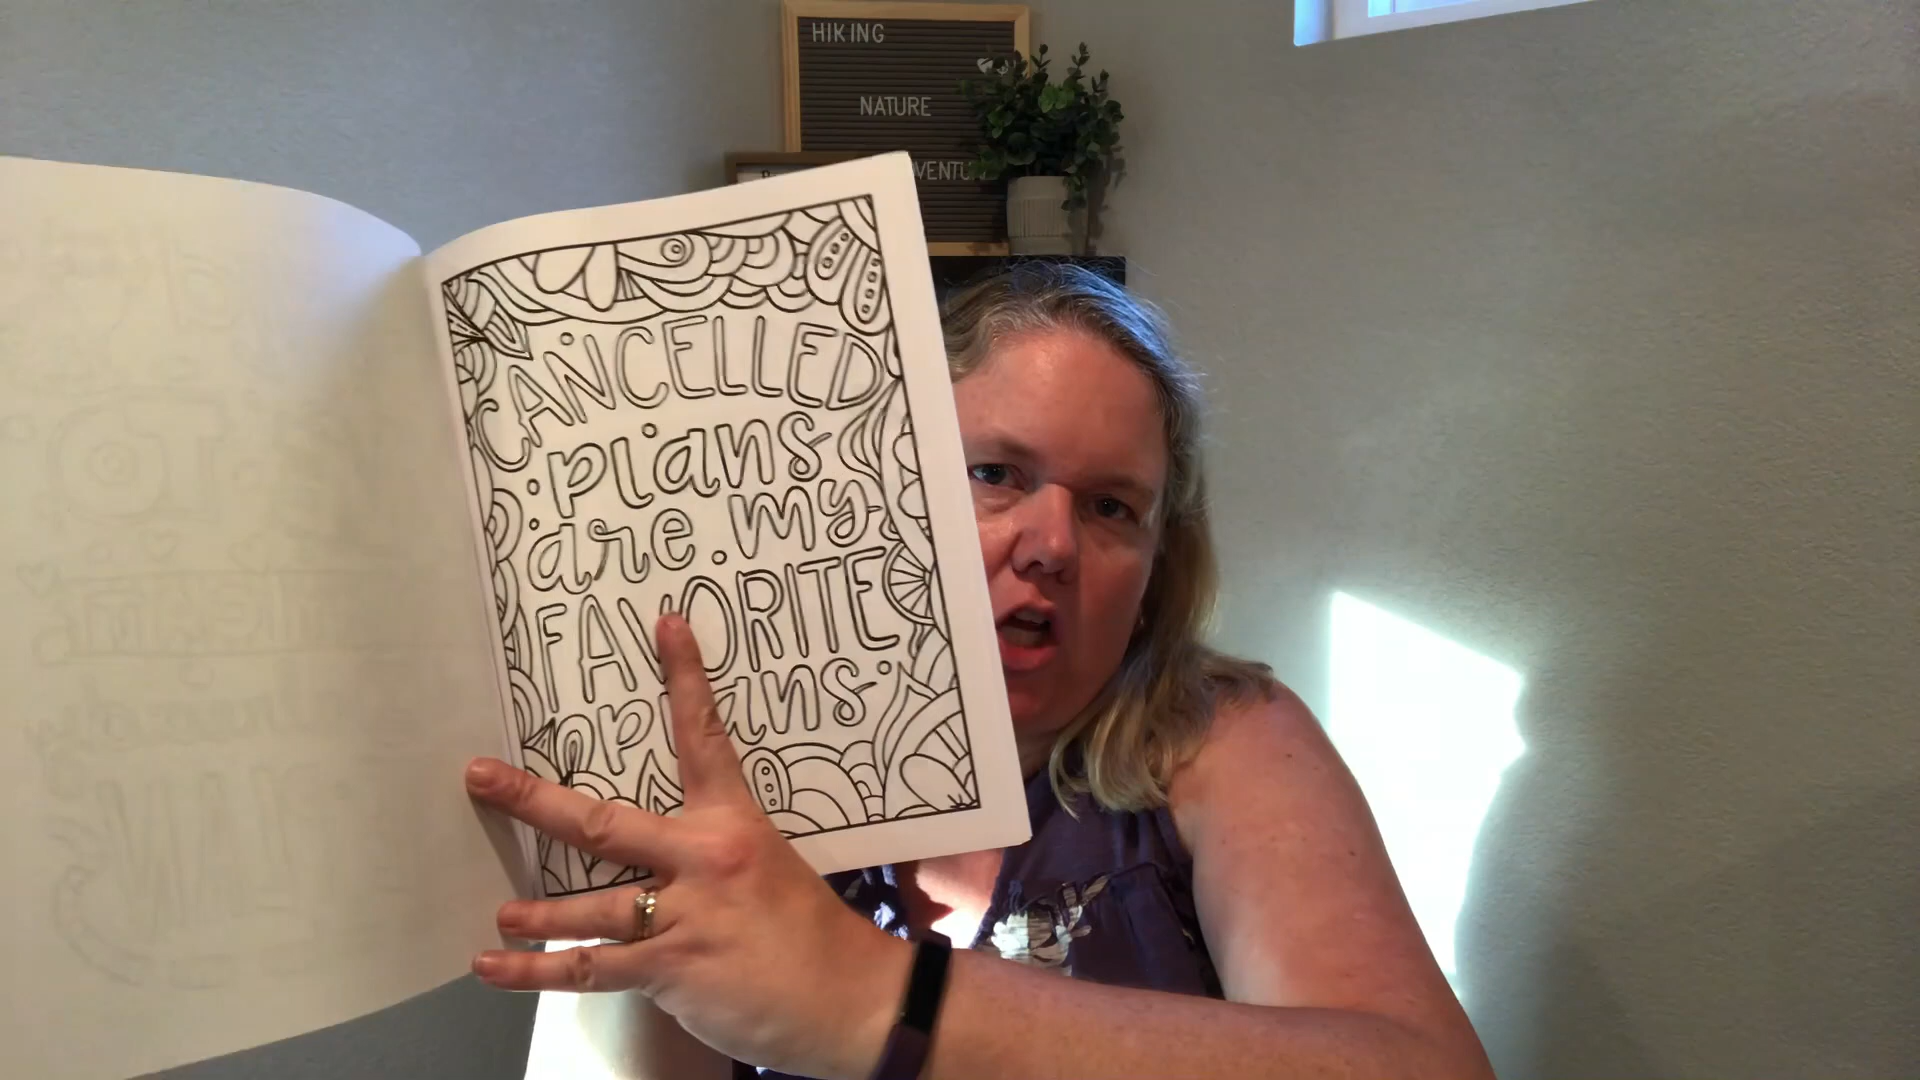 HIKING
NATURE
CANCELLED
plans
are my
FAVORITE
plans